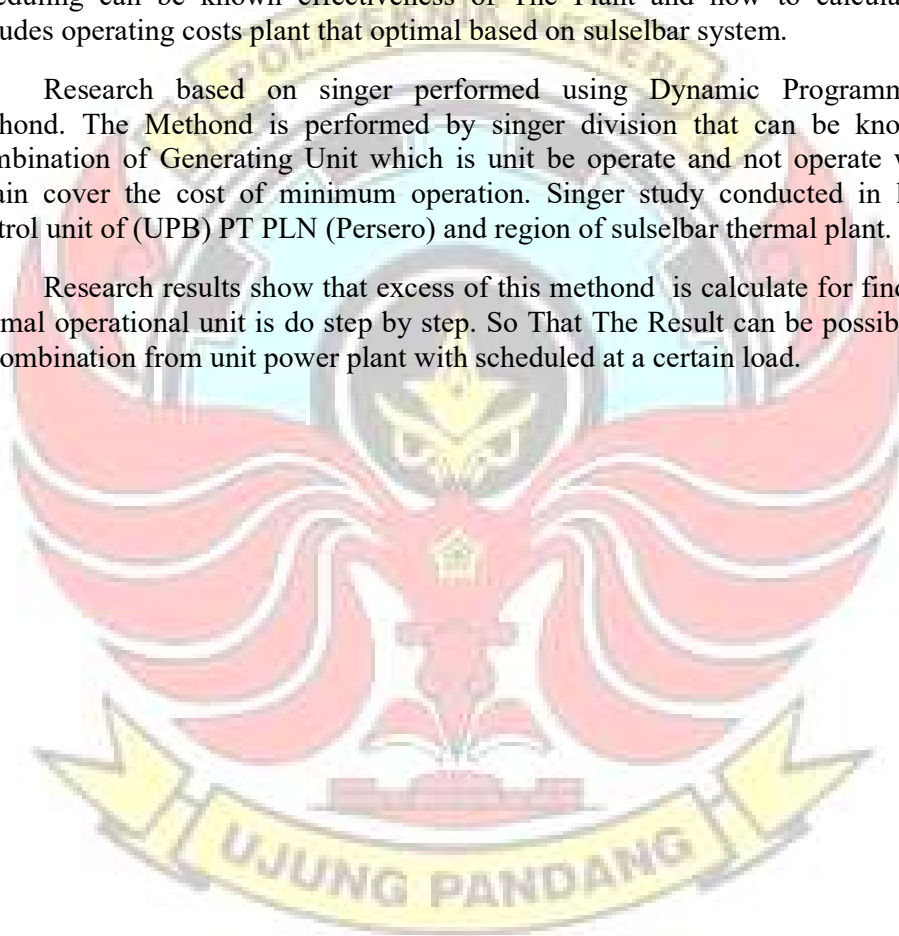 eduling can be known effectiveness of The Plant and how to calculat
udes operating costs plant that optimal based on sulselbar system.
Research based on singer performed using Dynamic Programm
hond. The Methond is performed by singer division that can be kno
mbination of Generating Unit which is unit be operate and not operate
ain cover the cost of minimum operation. Singer study conducted in
trol unit of (UPB) PT PLN (Persero) and region of sulselbar thermal plant.
Research results show that excess of this methond is calculate for find
mal operational unit is do step by step. So That The Result can be possib
ombination from unit power plant with scheduled at a certain load.
UJUNG PANDANG